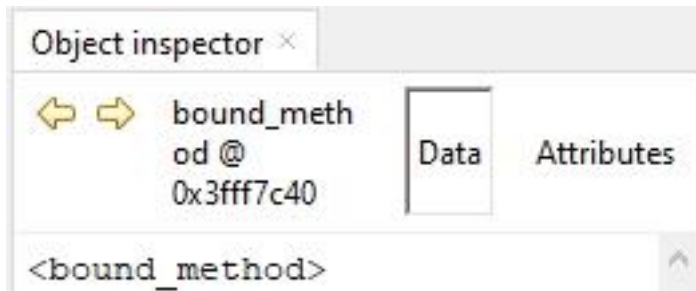 Object inspector ×
bound_meth
od @
0x3fff7c40
Data
Attributes
<bound_method>